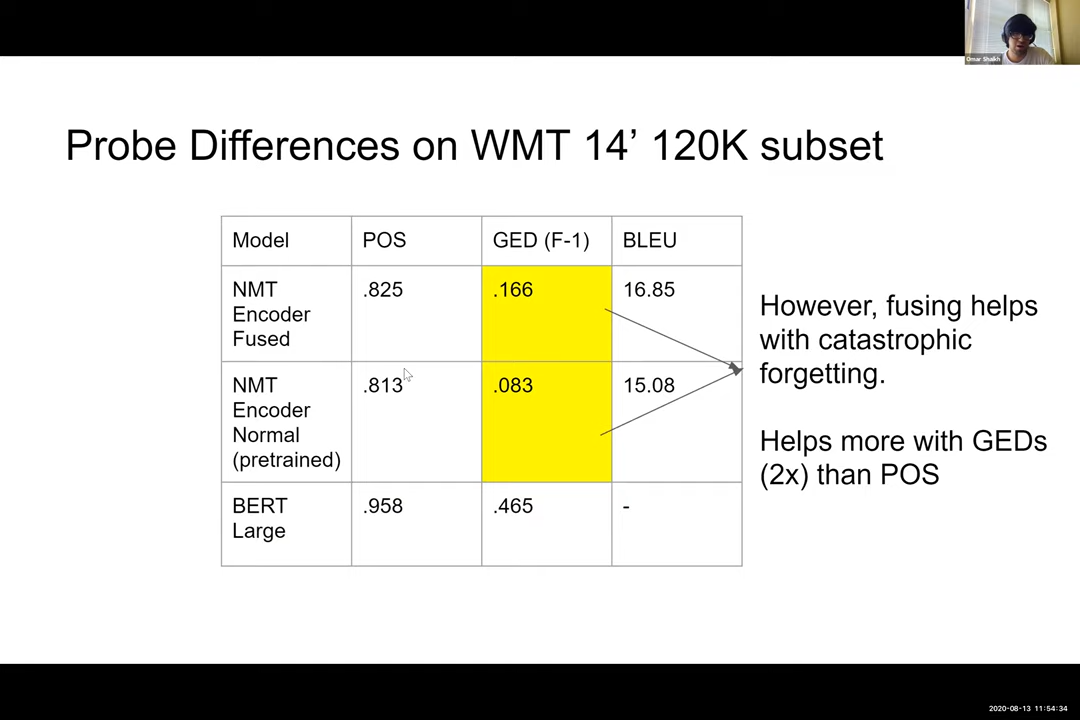 Omar Shaikh
Probe Differences on WMT 14’ 120K subset
Model POS GED (F-1) BLEU
NMT .825 .166 16.85
Encoder
Fused
NMT .813 .083 15.08
Encoder
Normal
(pretrained)
BERT .958 .465 -
Large
However, fusing helps
with catastrophic
forgetting.
Helps more with GEDs
(2x) than POS
2020-08-13 11:54:34